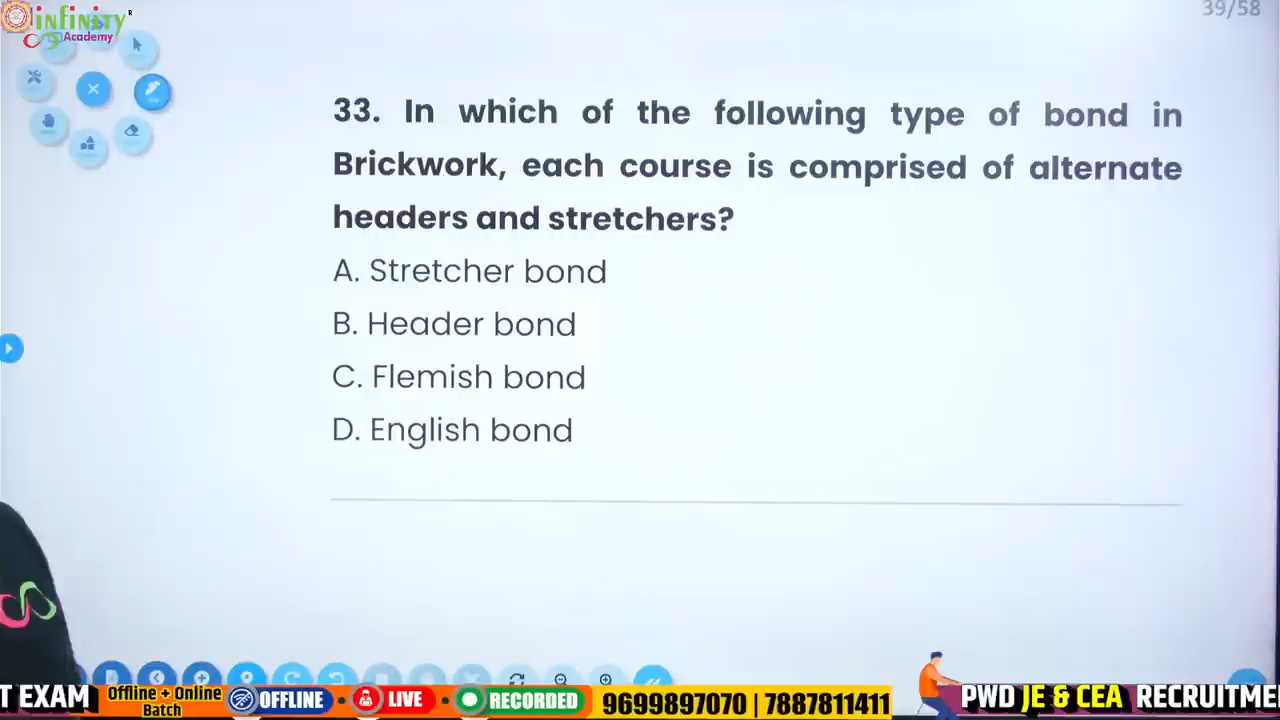 infinity
Academy
39/58
33. In which of the following type of bond in
Brickwork, each course is comprised of alternate
headers and stretchers?
A. Stretcher bond
B. Header bond
C. Flemish bond
D. English bond
T EXAM
Offline + Online
Batch
OFFLINE
LIVE
RECORDED
9699897070 | 7887811411
PWD JE & CEA RECRUITME